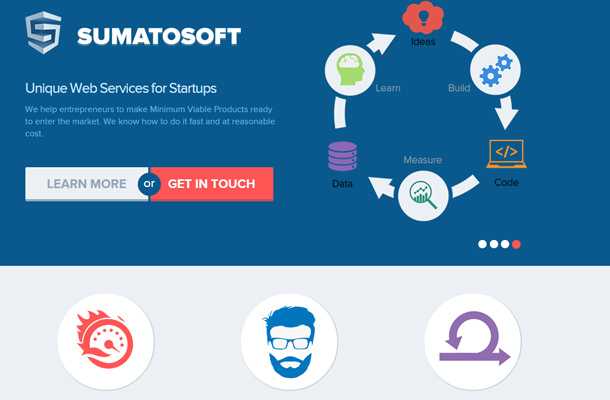 SUMATOSOFT
Unique Web Services for Startups
We help entrepreneurs to make Minimum Viable Products ready
to enter the market. We know how to do it fast and at reasonable
cost.
LEARN MORE or GET IN TOUCH
Ideas
Learn
Build
Measure
Data
Code